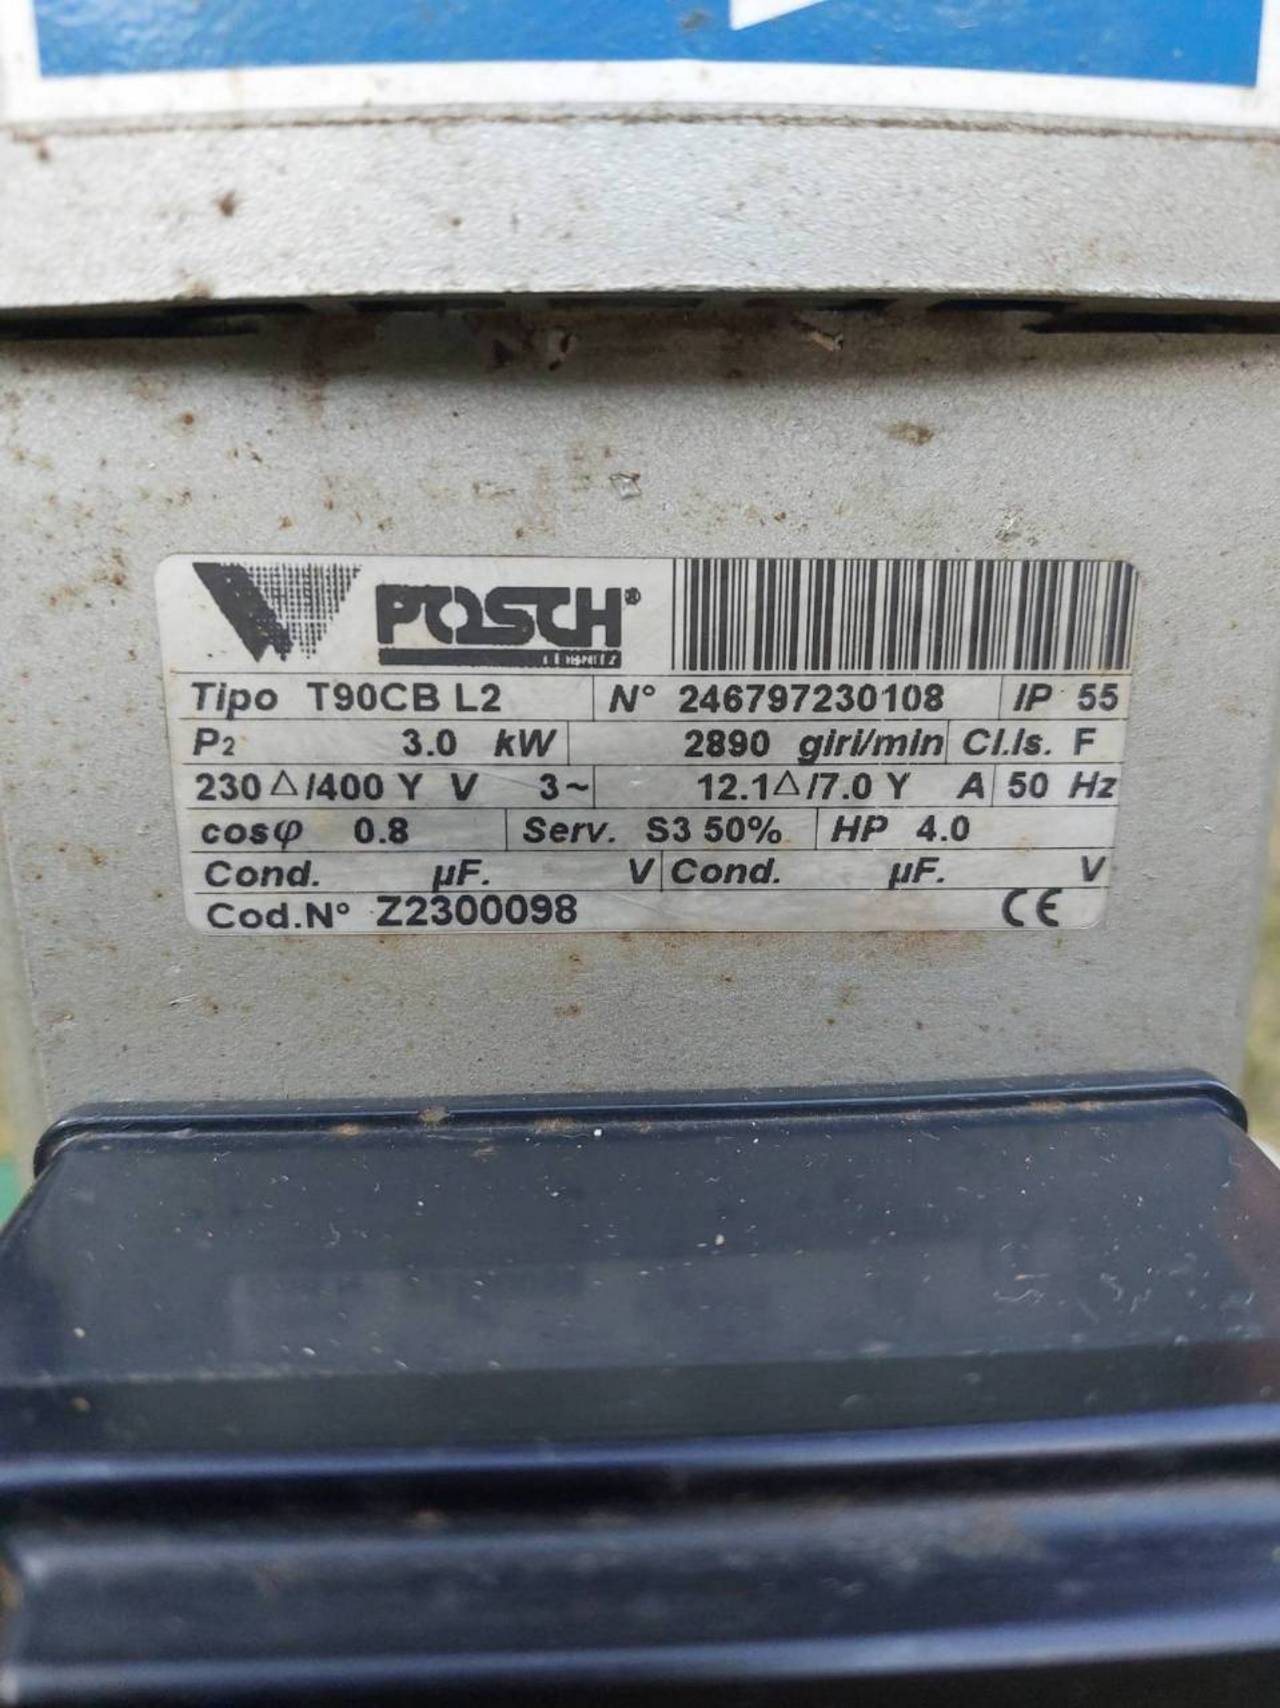 POSCH®
LEIBNITZ
Tipo T90CB L2 N° 246797230108 IP 55
P2 3.0 kW 2890 giri/min Cl.Is. F
230 △/400 Y V 3~ 12.1△/7.0 Y A 50 Hz
cosφ 0.8 Serv. S3 50% HP 4.0
Cond. µF. V Cond. µF. V
Cod.N° Z2300098 CE